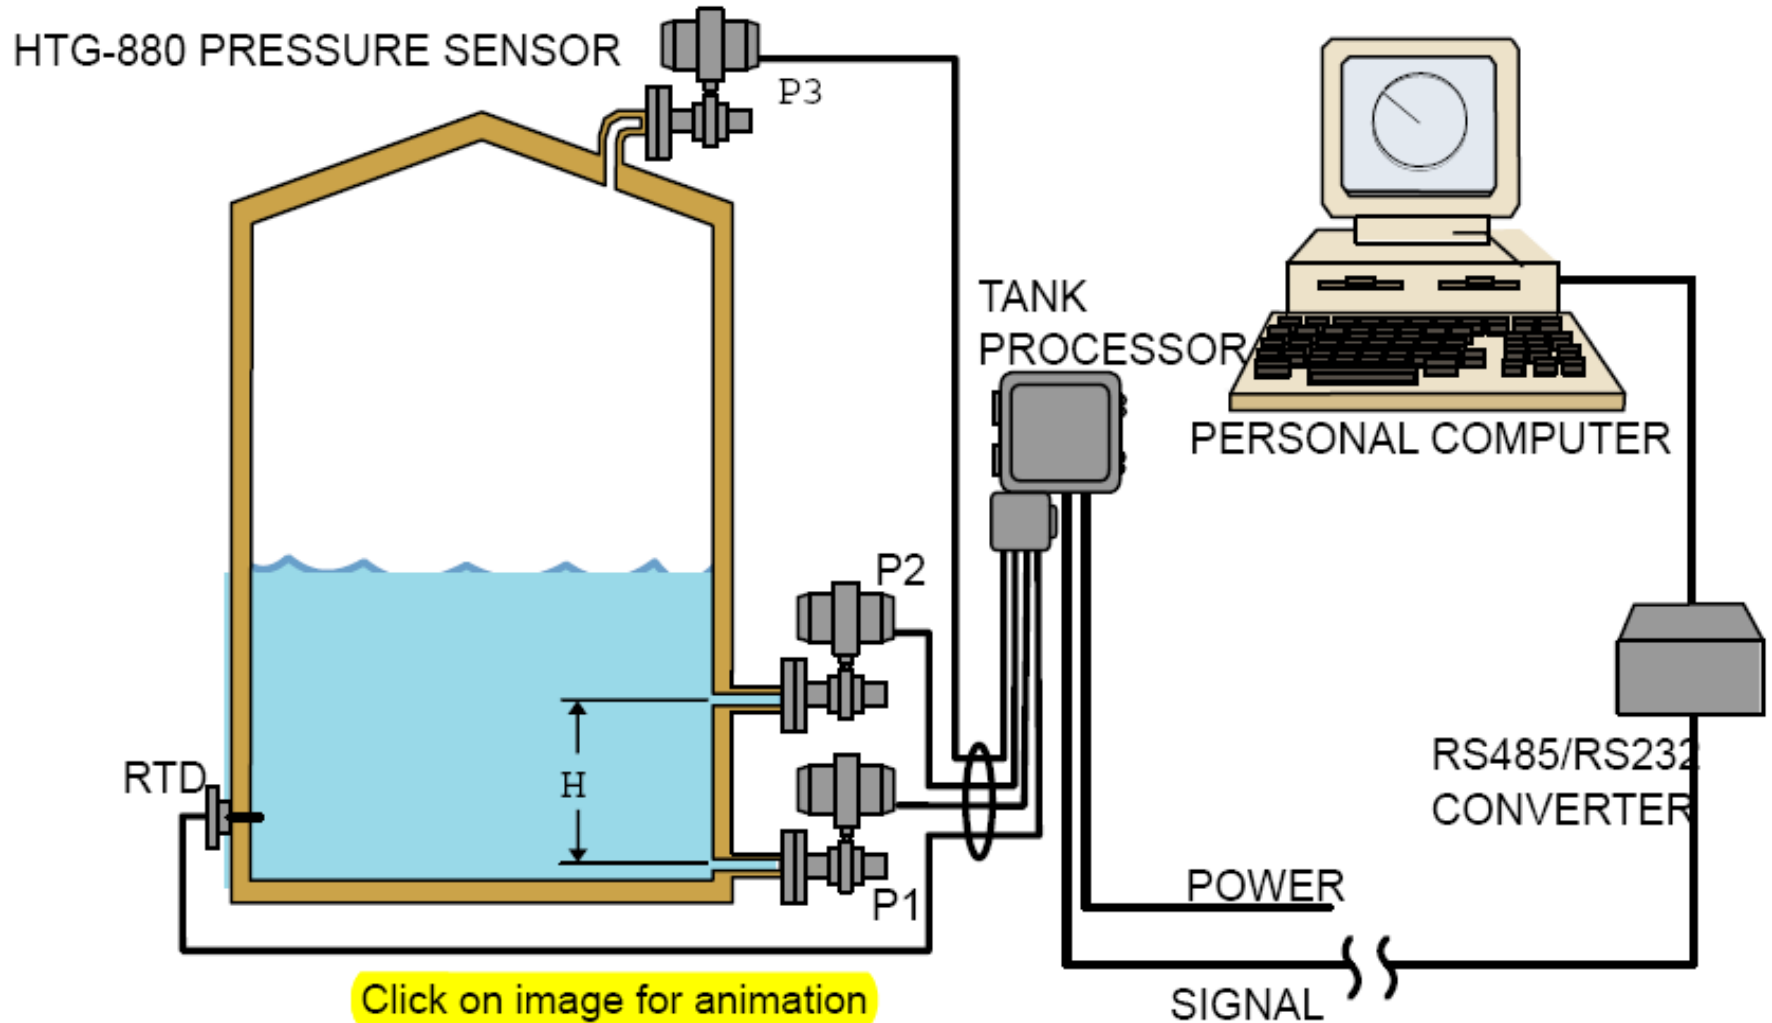 HTG-880 PRESSURE SENSOR
P3
TANK
PROCESSOR
PERSONAL COMPUTER
P2
RTD
H
RS485/RS232
CONVERTER
P1
POWER
Click on image for animation
SIGNAL